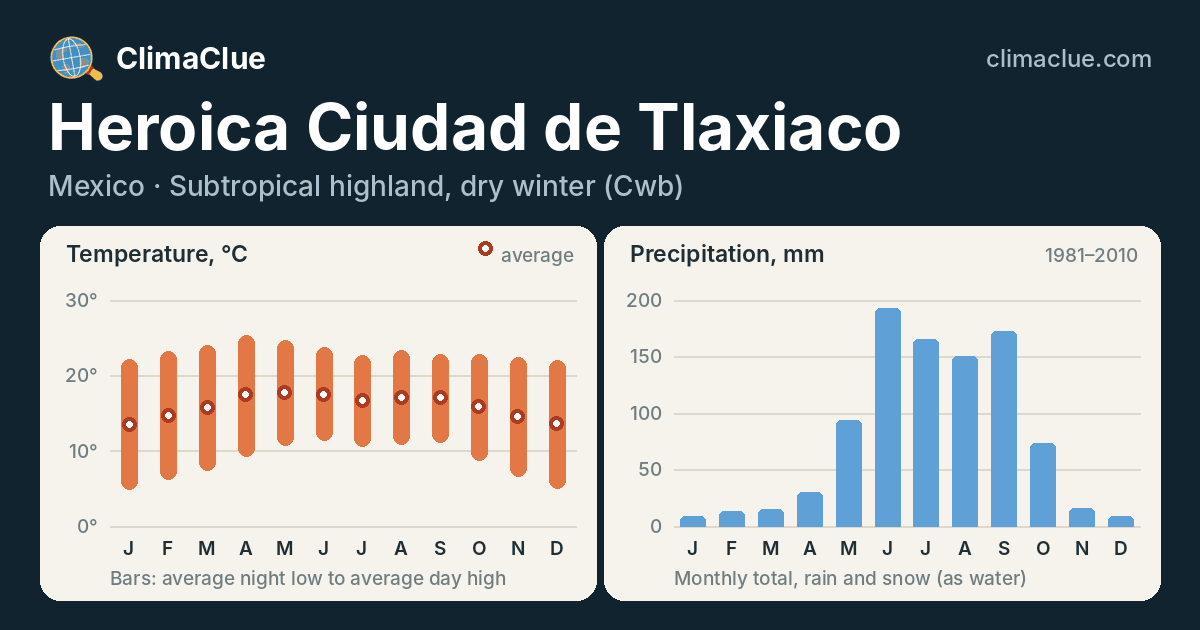 ClimaClue
climaclue.com
Heroica Ciudad de Tlaxiaco
Mexico · Subtropical highland, dry winter (Cwb)
Temperature, °C
average
30°
20°
10°
0°
J F M A M J J A S O N D
Bars: average night low to average day high
Precipitation, mm
1981–2010
200
150
100
50
0
J F M A M J J A S O N D
Monthly total, rain and snow (as water)